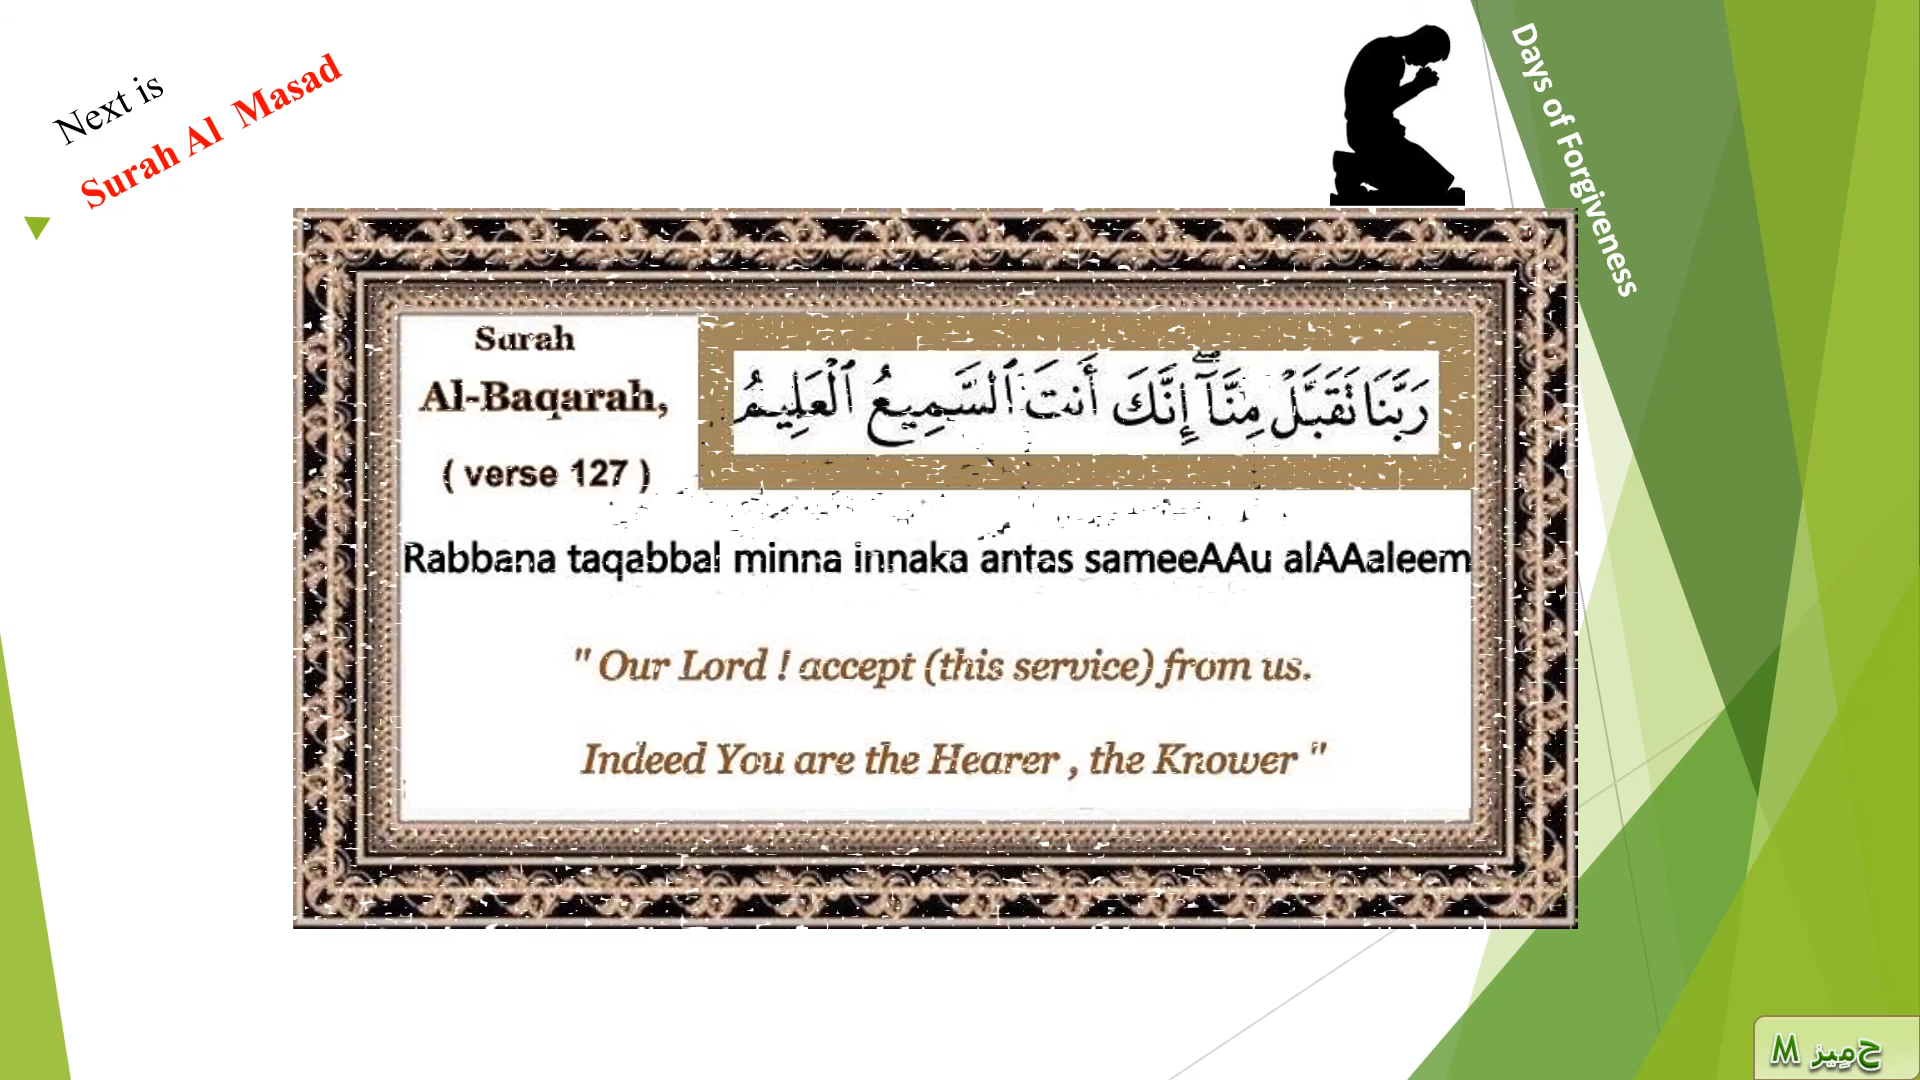 Next is
Surah Al Masad
Days of Forgiveness
Surah
Al-Baqarah,
( verse 127 )
رَبَّنَا تَقَبَّلْ مِنَّآ ۖ إِنَّكَ أَنتَ ٱلسَّمِيعُ ٱلْعَلِيمُ
Rabbana taqabbal minna innaka antas sameeAAu alAAaleem
" Our Lord ! accept (this service) from us.
Indeed You are the Hearer , the Knower "
حمیز M